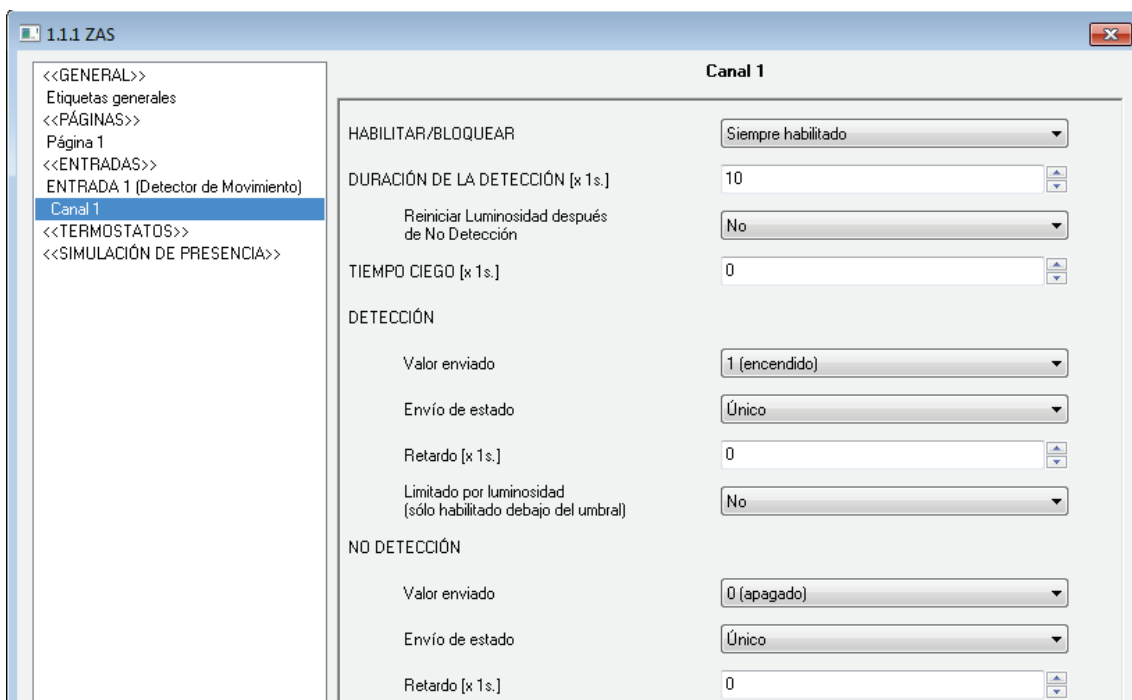 1.1.1 ZAS
<<GENERAL>>
Etiquetas generales
<<PÁGINAS>>
Página 1
<<ENTRADAS>>
ENTRADA 1 (Detector de Movimiento)
Canal 1
<<TERMOSTATOS>>
<<SIMULACIÓN DE PRESENCIA>>
Canal 1
HABILITAR/BLOQUEAR Siempre habilitado
DURACIÓN DE LA DETECCIÓN [x 1s.] 10
Reiniciar Luminosidad después
de No Detección No
TIEMPO CIEGO [x 1s.] 0
DETECCIÓN
Valor enviado 1 (encendido)
Envío de estado Único
Retardo [x 1s.] 0
Limitado por luminosidad
(sólo habilitado debajo del umbral) No
NO DETECCIÓN
Valor enviado 0 (apagado)
Envío de estado Único
Retardo [x 1s.] 0